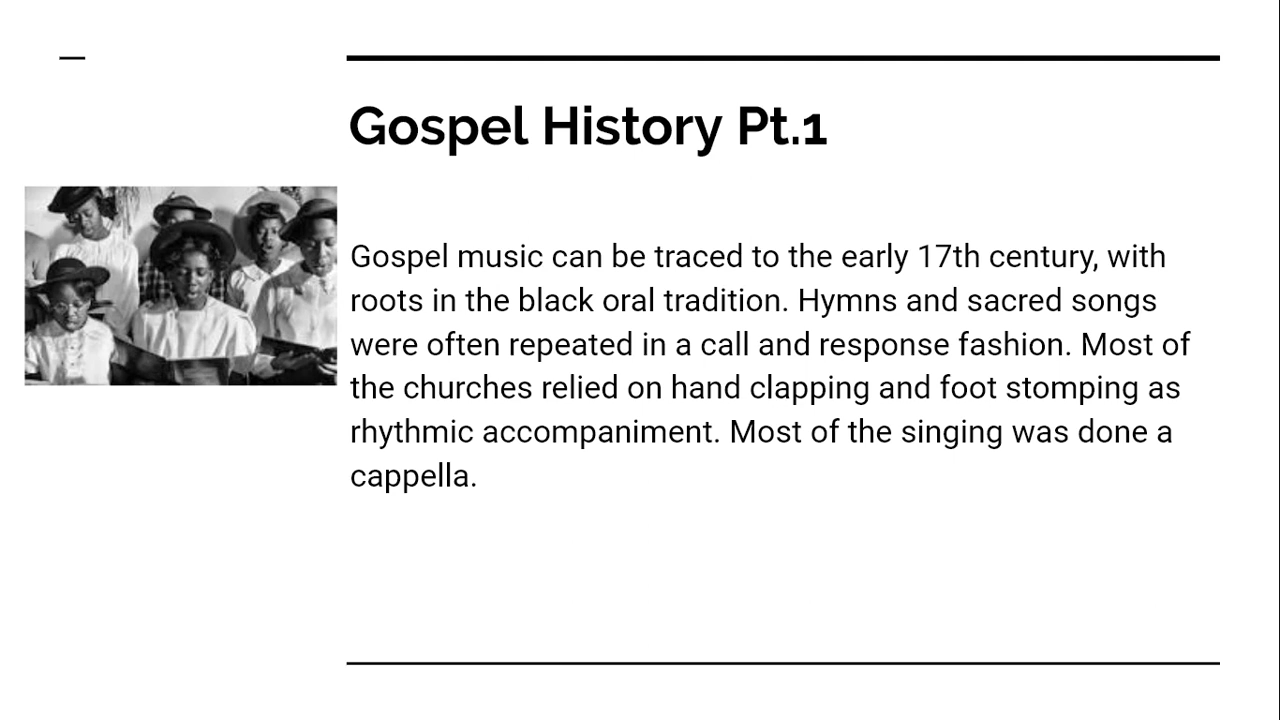 Gospel History Pt.1
Gospel music can be traced to the early 17th century, with
roots in the black oral tradition. Hymns and sacred songs
were often repeated in a call and response fashion. Most of
the churches relied on hand clapping and foot stomping as
rhythmic accompaniment. Most of the singing was done a
cappella.